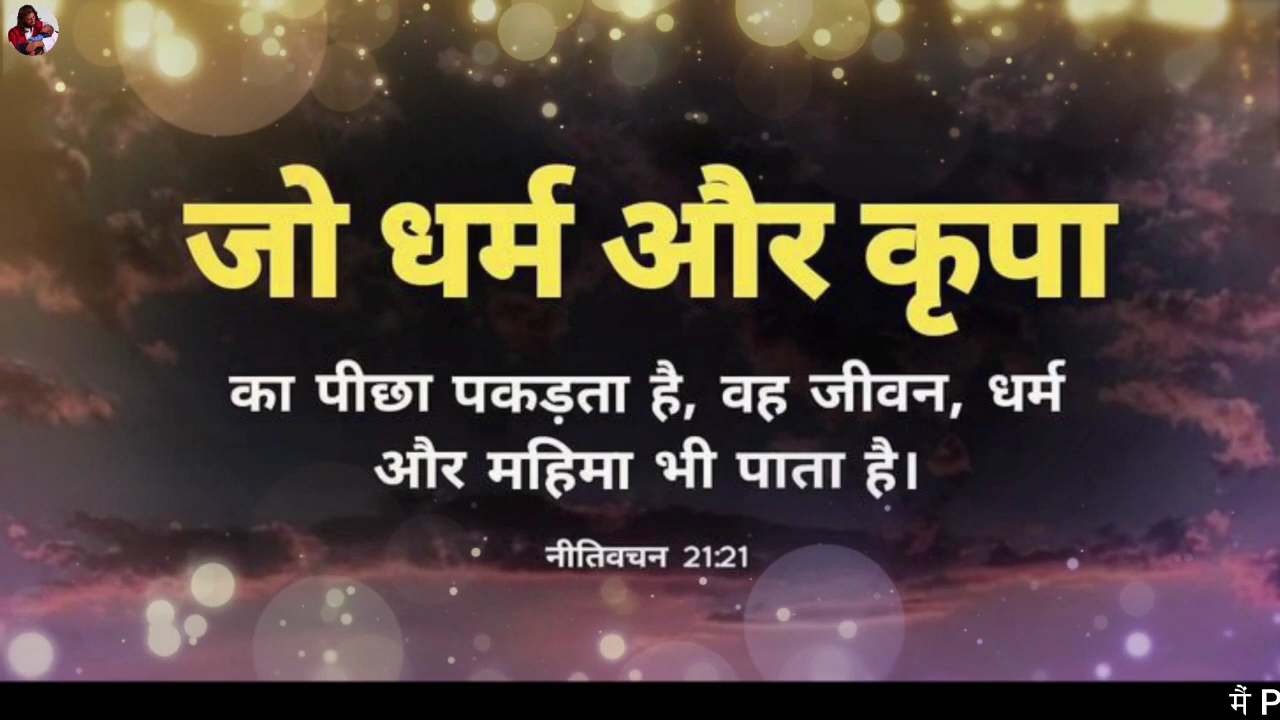 जो धर्म और कृपा
का पीछा पकड़ता है, वह जीवन, धर्म
और महिमा भी पाता है।
नीतिवचन 21:21
मैं P